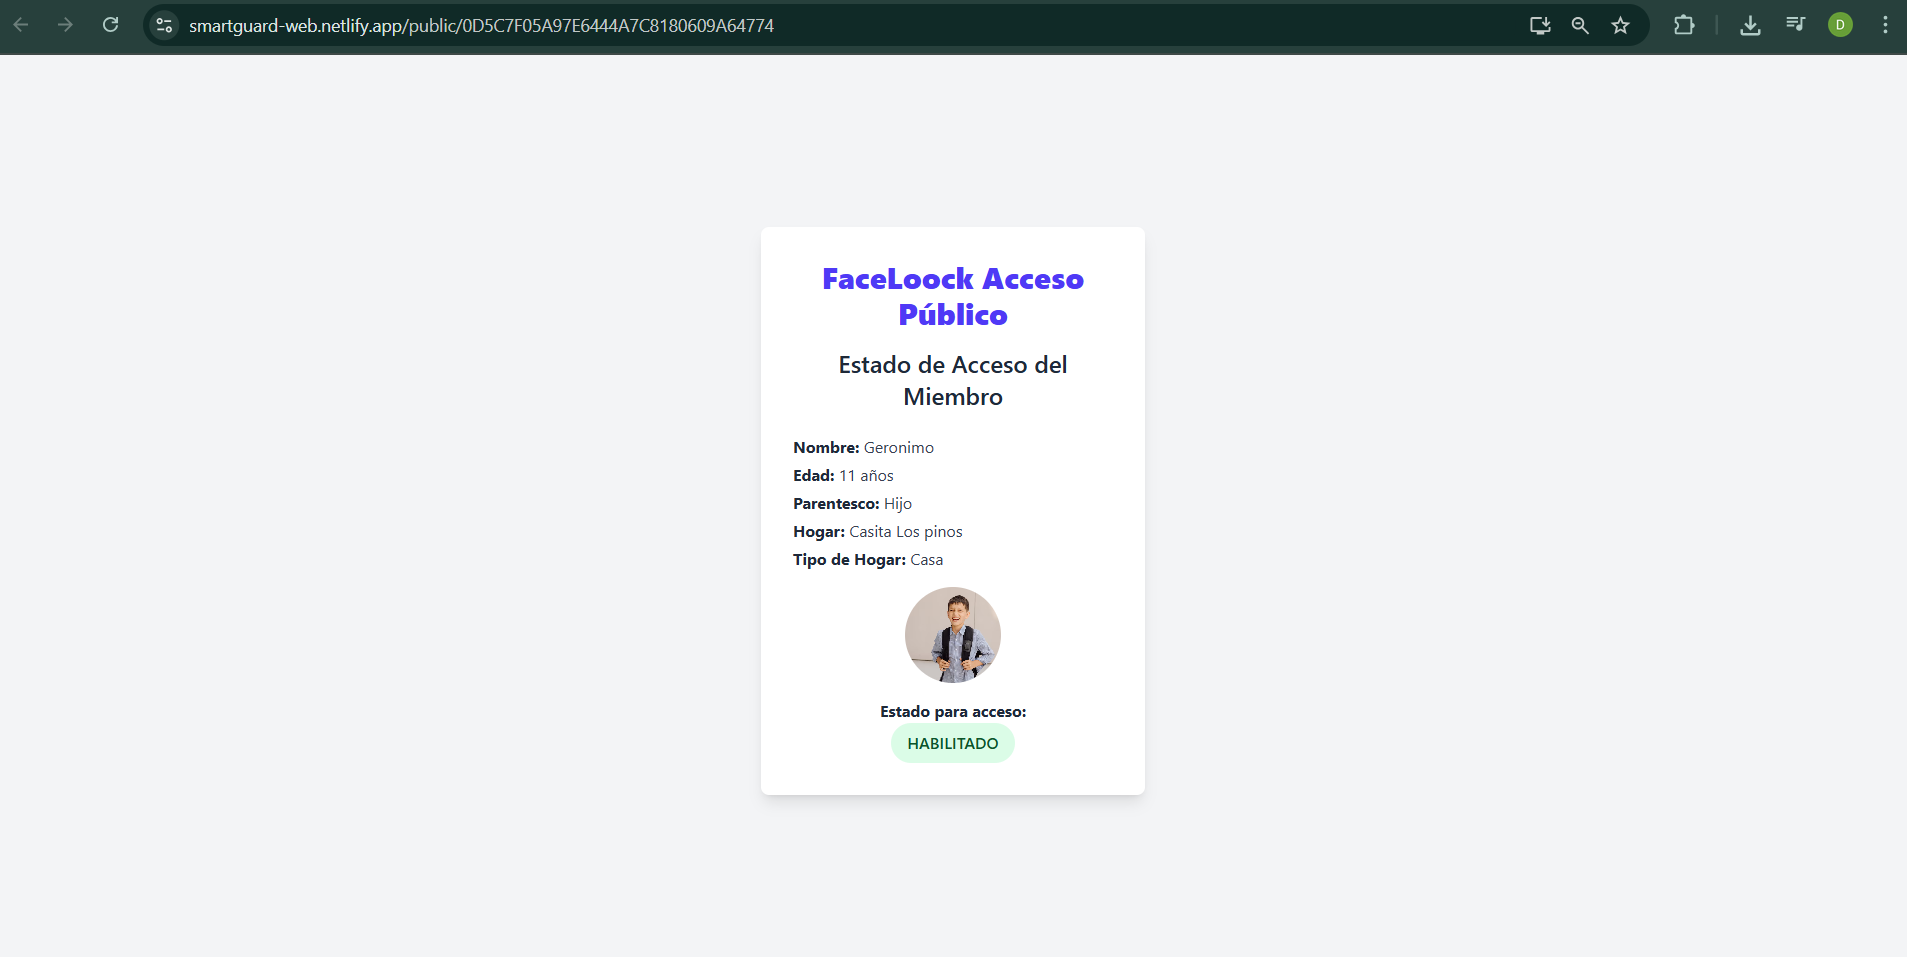 smartguard-web.netlify.app/public/0D5C7F05A97E6444A7C8180609A64774
D
FaceLoock Acceso
Público
Estado de Acceso del
Miembro
Nombre: Geronimo
Edad: 11 años
Parentesco: Hijo
Hogar: Casita Los pinos
Tipo de Hogar: Casa
Estado para acceso:
HABILITADO